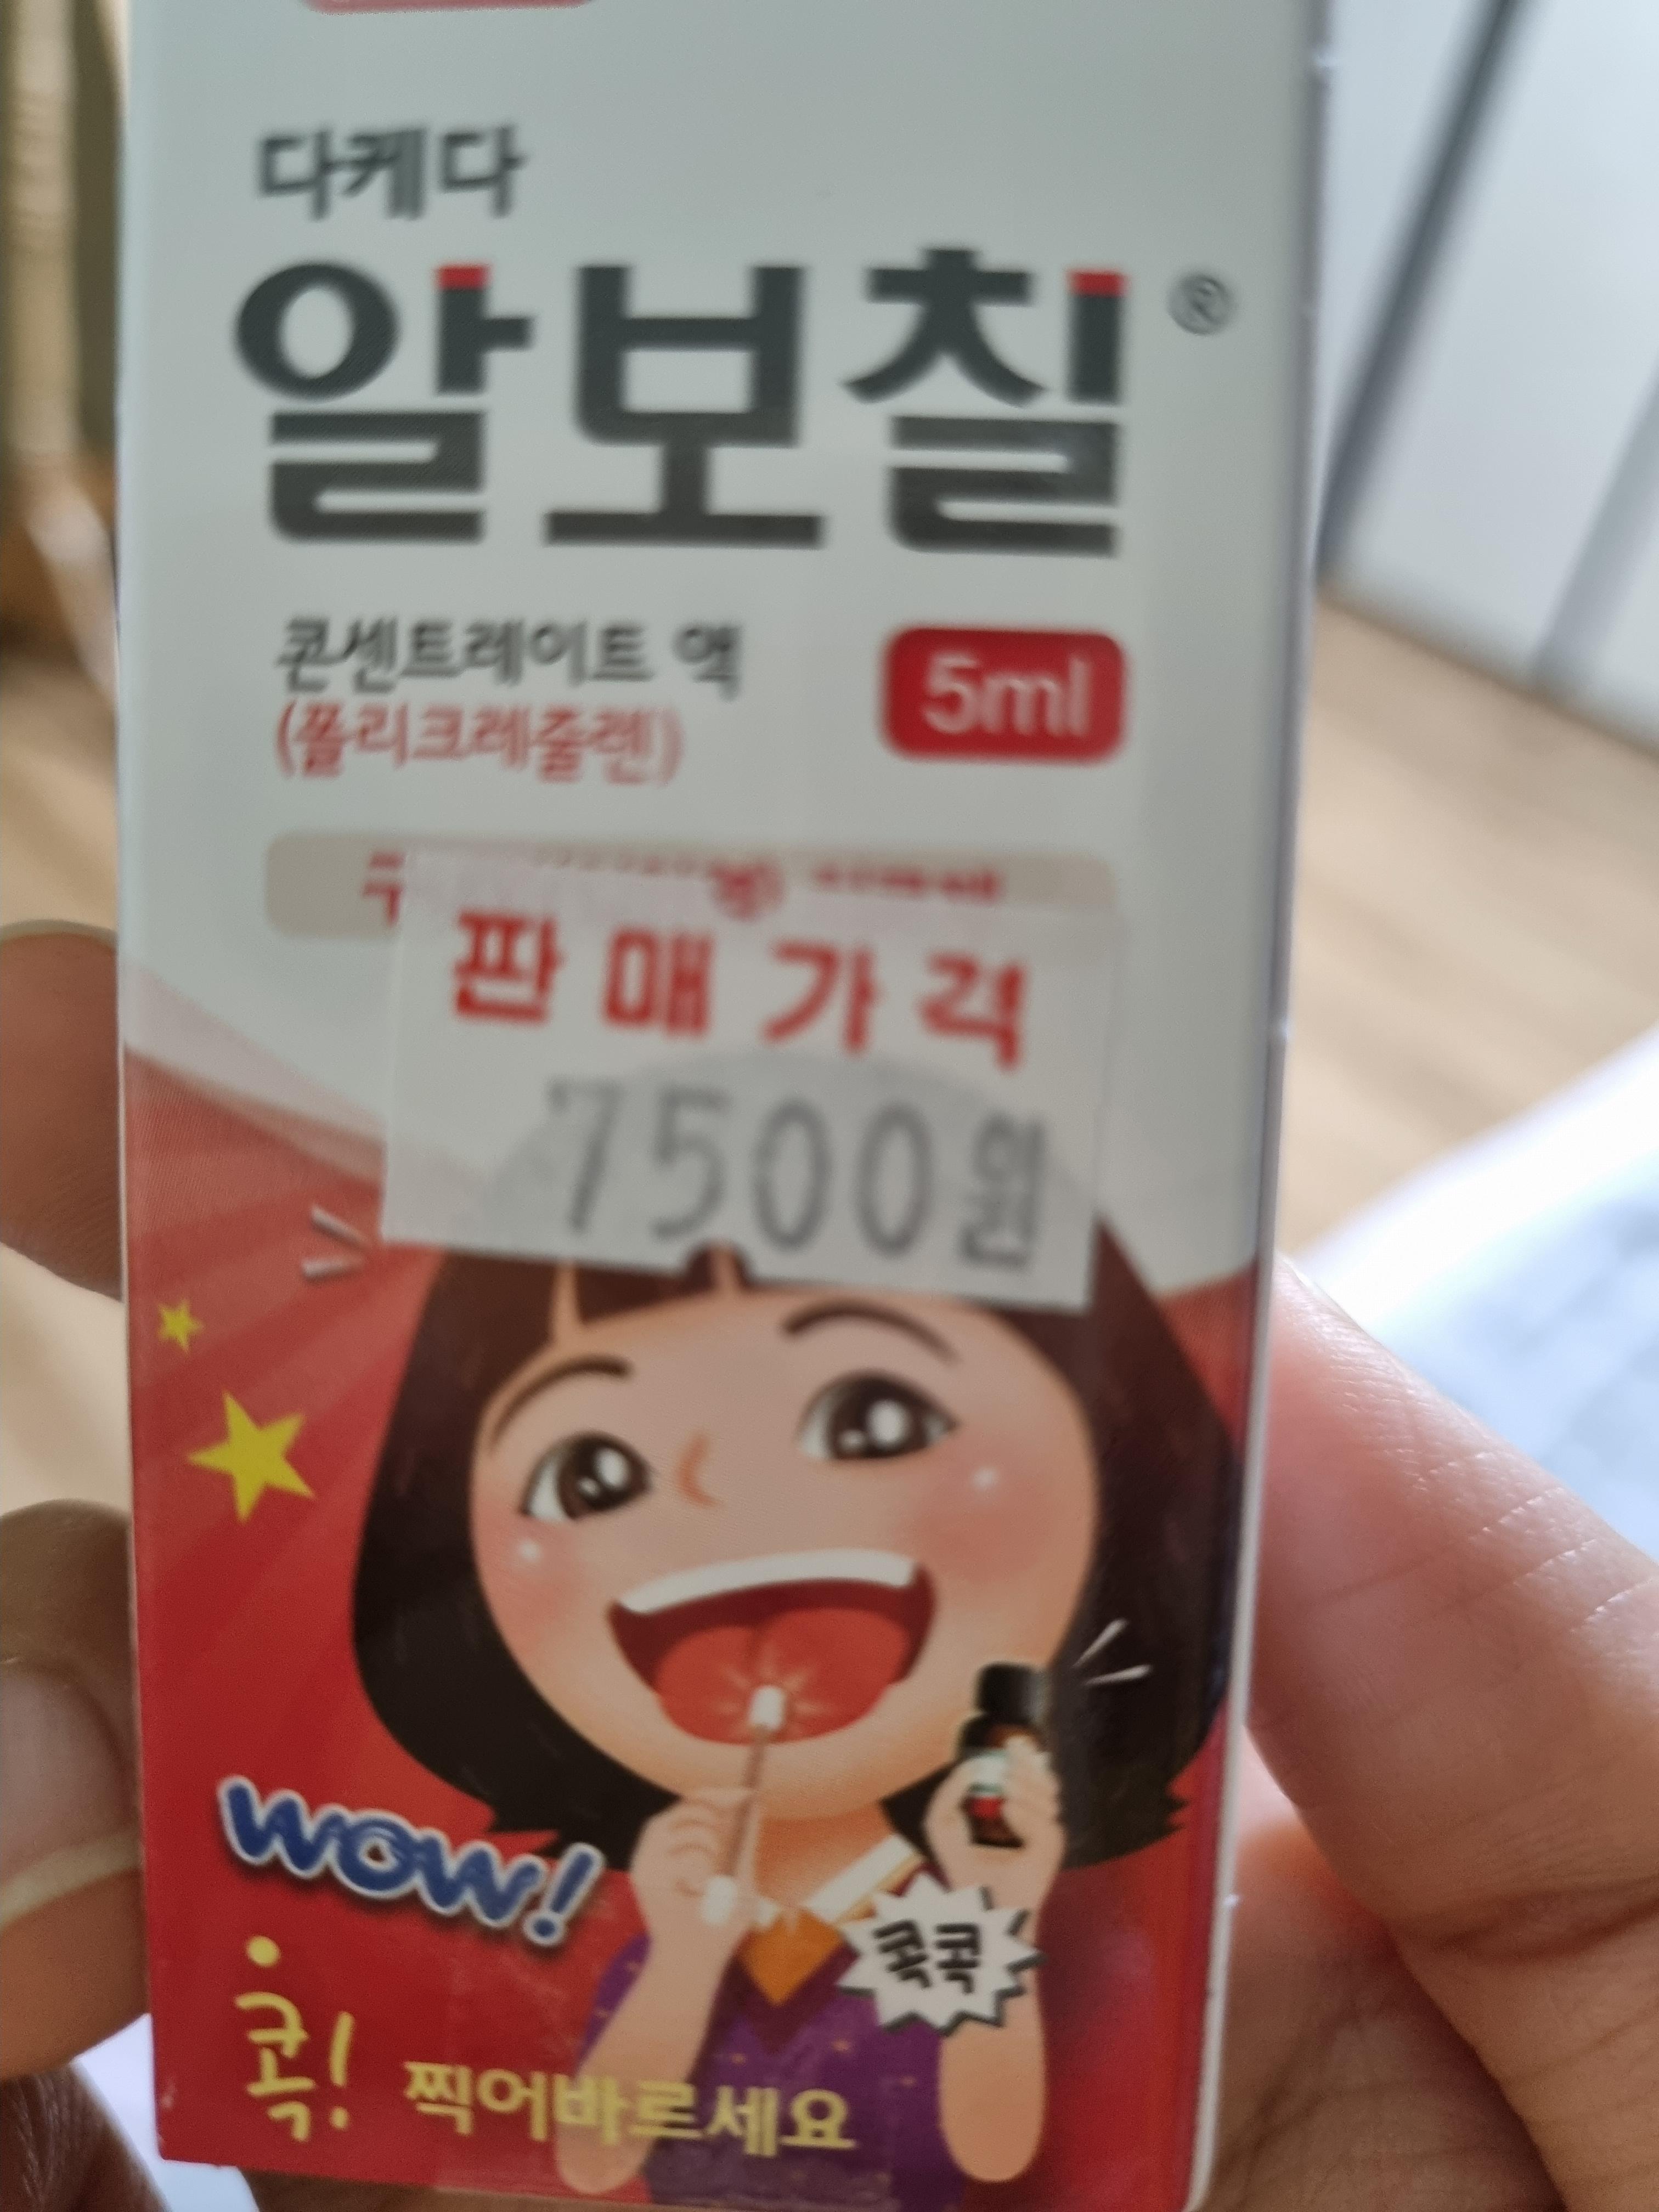 다케다
알보칠®
콘센트레이트 액
(폴리크레줄렌)
5ml
판매가격
7500원
WOW!
콕콕
콕! 찍어바르세요